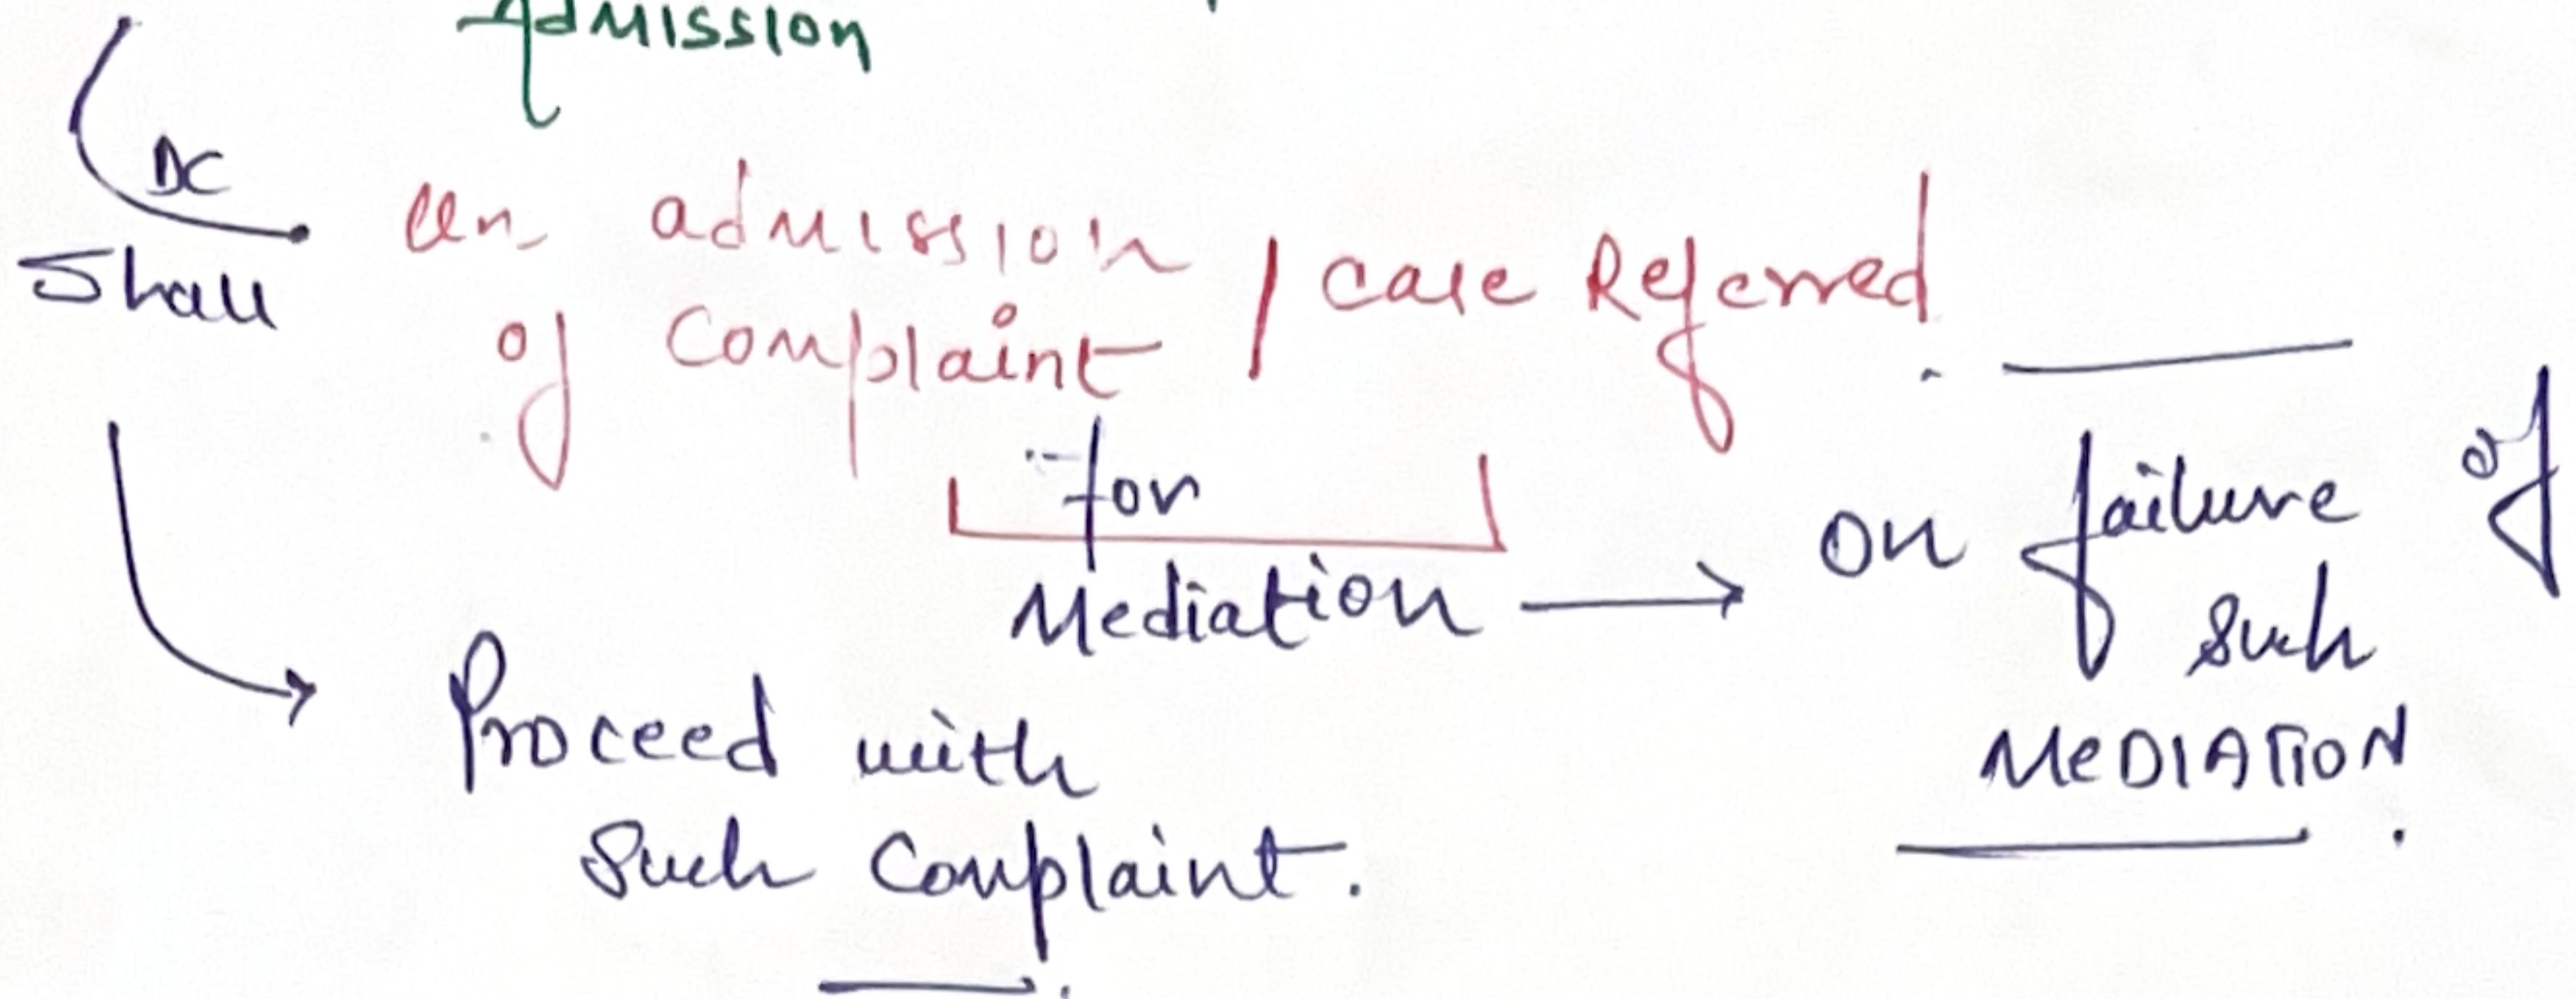 Admission
DC
Shall
on admission
of complaint / case Referred
for
Mediation → on failure of
such
MEDIATION.
Proceed with
such complaint.